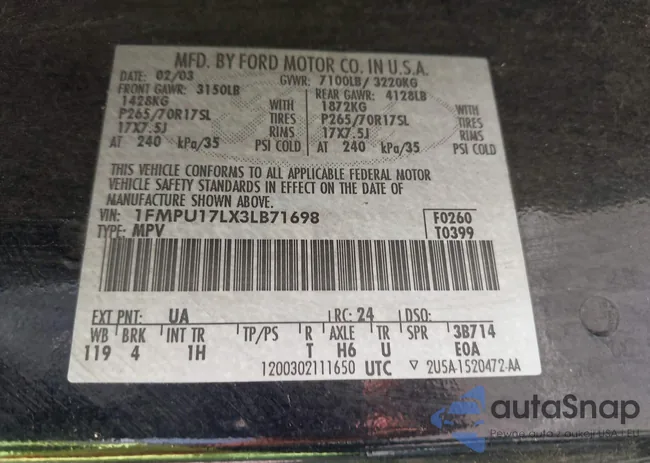 MFD. BY FORD MOTOR CO. IN U.S.A.
DATE: 02/03 GVWR: 7100LB/ 3220KG
FRONT GAWR: 3150LB REAR GAWR: 4128LB
1428KG WITH 1872KG WITH
P265/70R17SL TIRES P265/70R17SL TIRES
17X7.5J RIMS 17X7.5J RIMS
AT 240 kPa/35 PSI COLD AT 240 kPa/35 PSI COLD
THIS VEHICLE CONFORMS TO ALL APPLICABLE FEDERAL MOTOR
VEHICLE SAFETY STANDARDS IN EFFECT ON THE DATE OF
MANUFACTURE SHOWN ABOVE.
VIN: 1FMPU17LX3LB71698 F0260
TYPE: MPV T0399
EXT PNT: UA RC: 24 DSO:
WB BRK INT TR TP/PS R AXLE TR SPR 3B714
119 4 1H T H6 U E0A
1200302111650 UTC ▽ 2U5A-1520472-AA
autaSnap